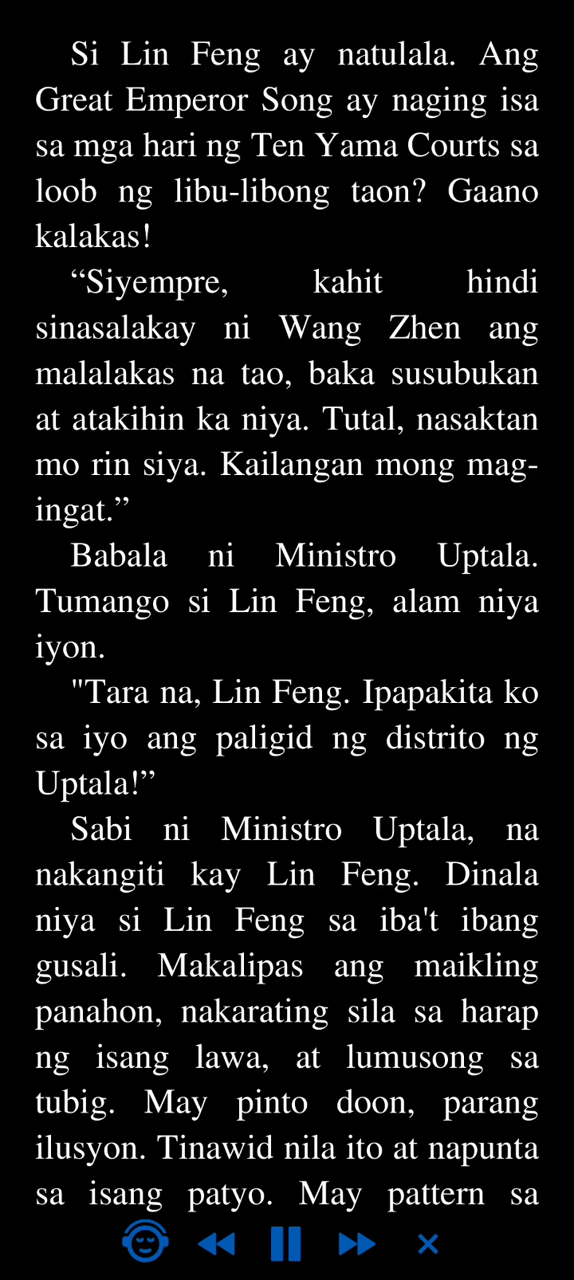 Si Lin Feng ay natulala. Ang
Great Emperor Song ay naging isa
sa mga hari ng Ten Yama Courts sa
loob ng libu-libong taon? Gaano
kalakas!
“Siyempre, kahit hindi
sinasalakay ni Wang Zhen ang
malalakas na tao, baka susubukan
at atakihin ka niya. Tutal, nasaktan
mo rin siya. Kailangan mong mag-
ingat.”
Babala ni Ministro Uptala.
Tumango si Lin Feng, alam niya
iyon.
"Tara na, Lin Feng. Ipapakita ko
sa iyo ang paligid ng distrito ng
Uptala!”
Sabi ni Ministro Uptala, na
nakangiti kay Lin Feng. Dinala
niya si Lin Feng sa iba't ibang
gusali. Makalipas ang maikling
panahon, nakarating sila sa harap
ng isang lawa, at lumusong sa
tubig. May pinto doon, parang
ilusyon. Tinawid nila ito at napunta
sa isang patyo. May pattern sa